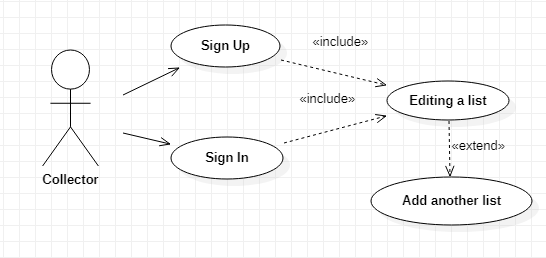 Sign Up
«include»
Editing a list
«include»
Sign In
«extend»
Collector
Add another list